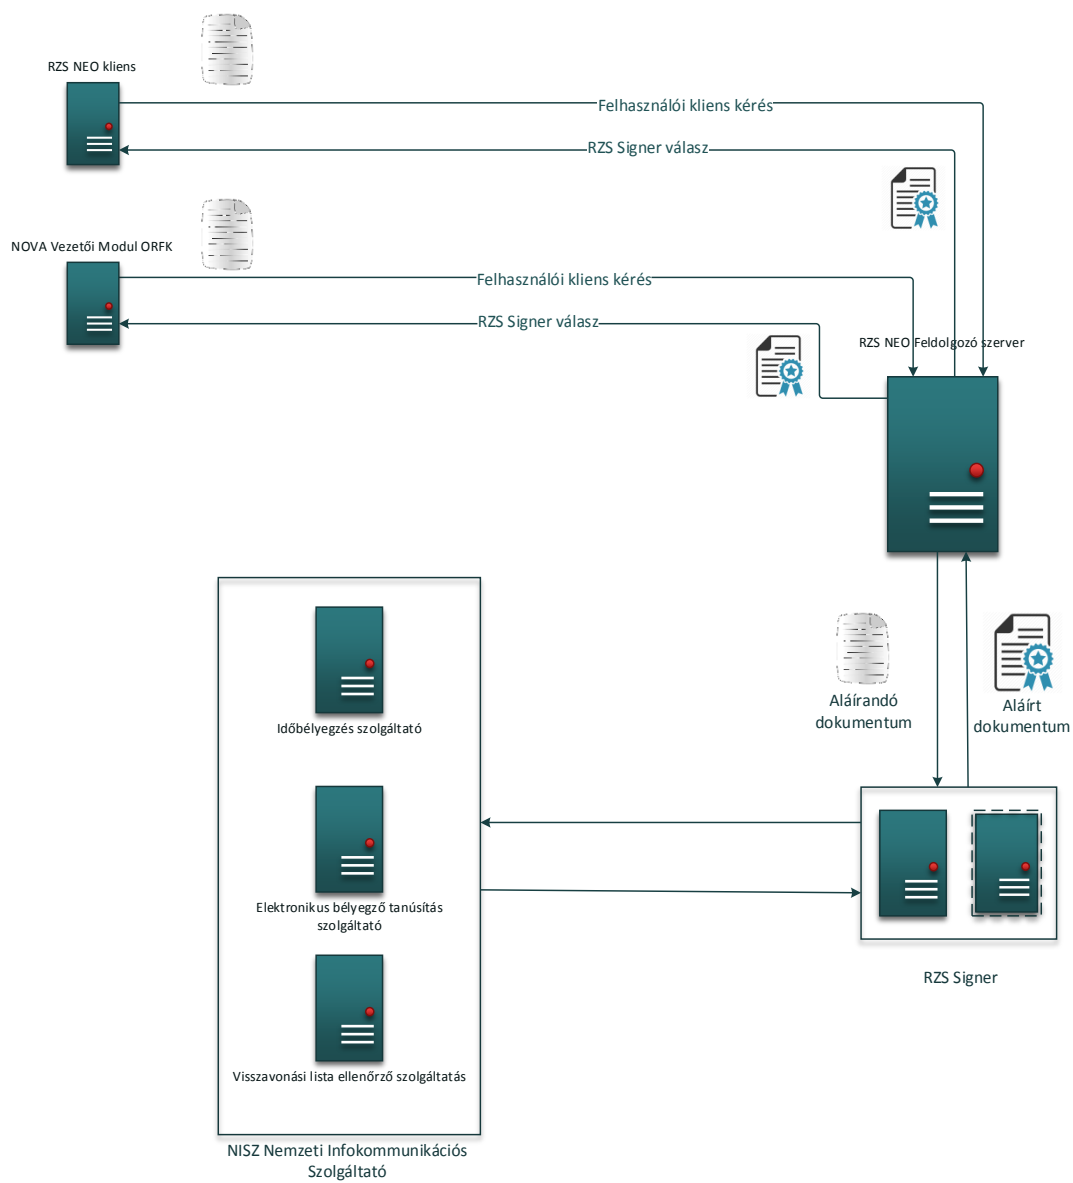 RZS NEO kliens
Felhasználói kliens kérés
RZS Signer válasz
NOVA Vezetői Modul ORFK
Felhasználói kliens kérés
RZS Signer válasz
RZS NEO Feldolgozó szerver
Aláírandó
dokumentum
Aláírt
dokumentum
Időbélyegzés szolgáltató
Elektronikus bélyegző tanúsítás
szolgáltató
RZS Signer
Visszavonási lista ellenőrző szolgáltatás
NISZ Nemzeti Infokommunikációs
Szolgáltató